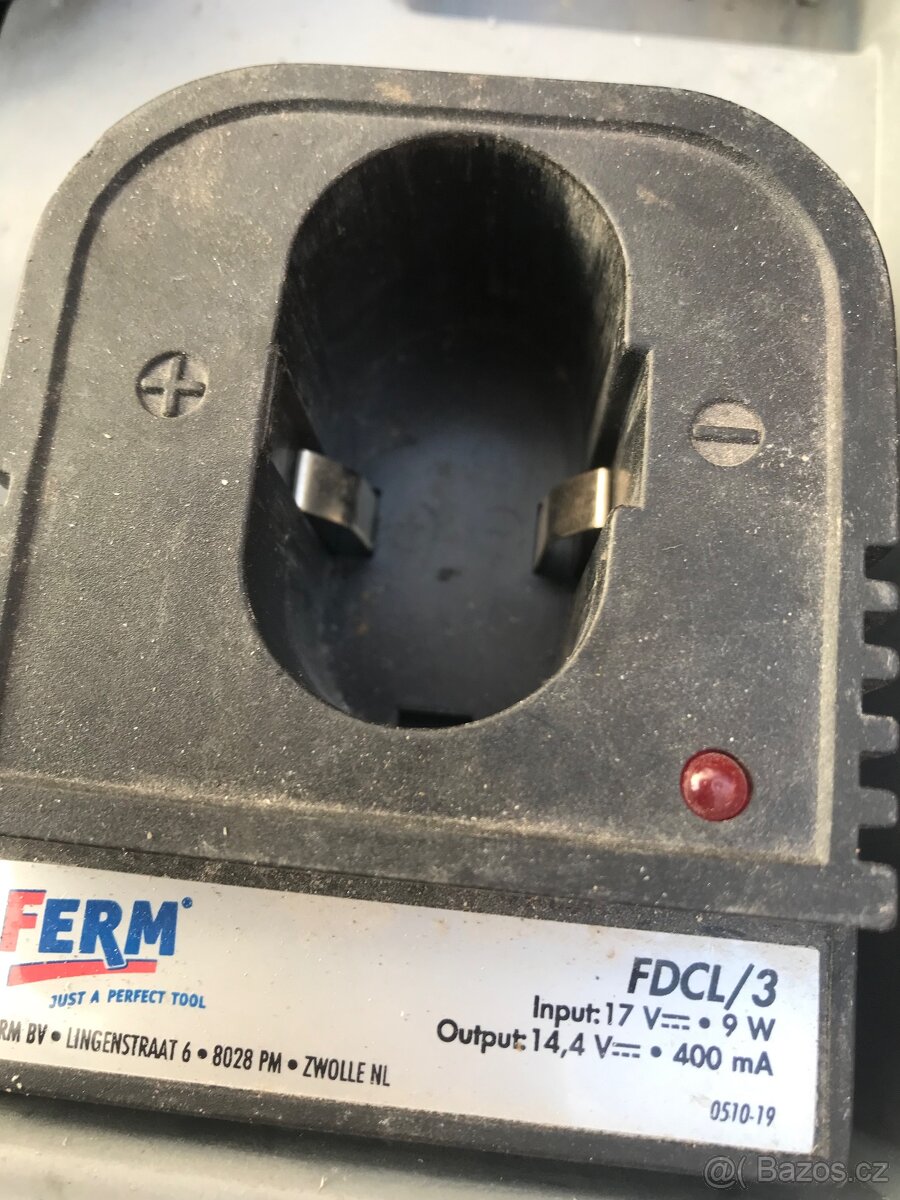 +
−
FERM®
JUST A PERFECT TOOL
RM BV • LINGENSTRAAT 6 • 8028 PM • ZWOLLE NL
FDCL/3
Input: 17 V⎓ • 9 W
Output: 14,4 V⎓ • 400 mA
0510-19
@( Bazos.cz